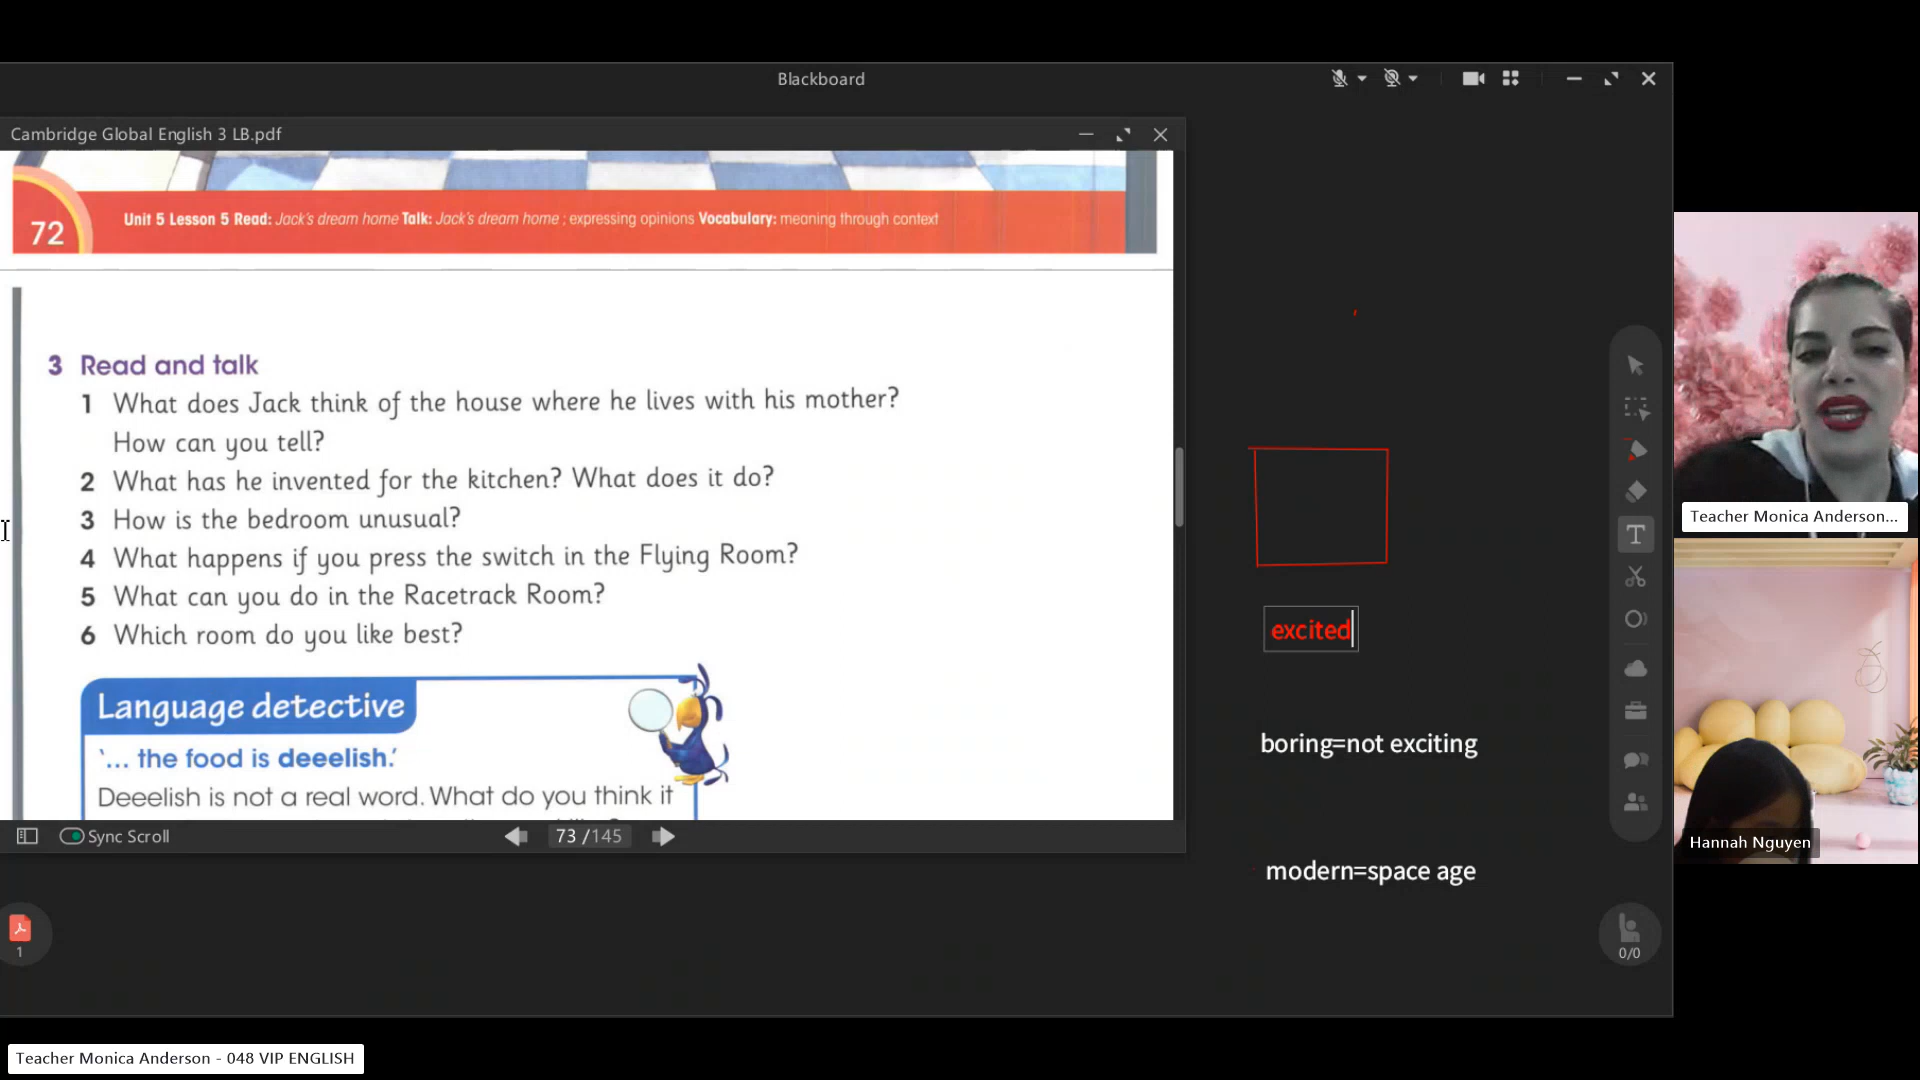 Blackboard
Cambridge Global English 3 LB.pdf
72
Unit 5 Lesson 5 Read: Jack's dream home Talk: Jack's dream home ; expressing opinions Vocabulary: meaning through context
3 Read and talk
1 What does Jack think of the house where he lives with his mother?
How can you tell?
2 What has he invented for the kitchen? What does it do?
3 How is the bedroom unusual?
4 What happens if you press the switch in the Flying Room?
5 What can you do in the Racetrack Room?
6 Which room do you like best?
Language detective
'... the food is deeelish.'
Deeelish is not a real word. What do you think it
Sync Scroll
73 /145
1
excited
boring=not exciting
modern=space age
T
0/0
Teacher Monica Anderson...
Hannah Nguyen
Teacher Monica Anderson - 048 VIP ENGLISH